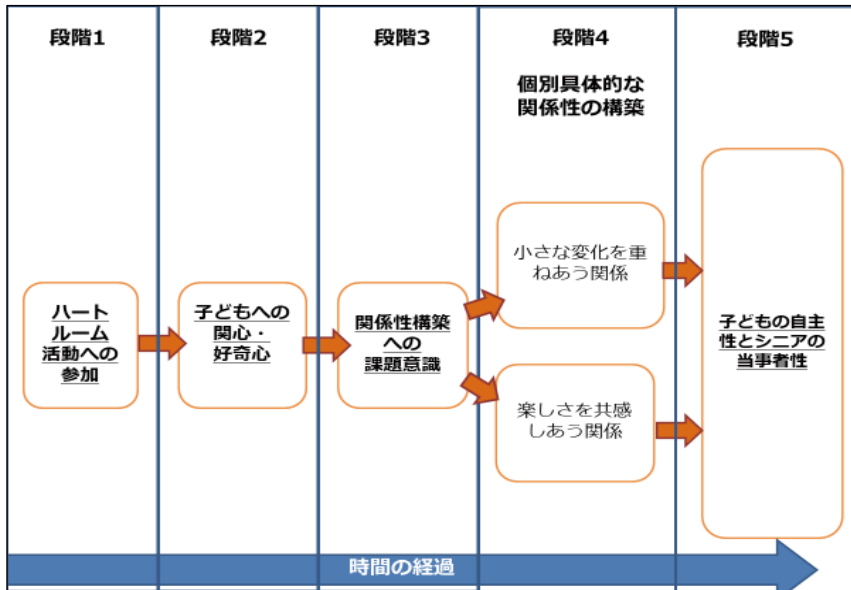 段階1
段階2
段階3
段階4
段階5
個別具体的な
関係性の構築
ハート
ルーム
活動への
参加
子どもへの
関心・
好奇心
関係性構築
への
課題意識
小さな変化を重
ねあう関係
楽しさを共感
しあう関係
子どもの自主
性とシニアの
当事者性
時間の経過